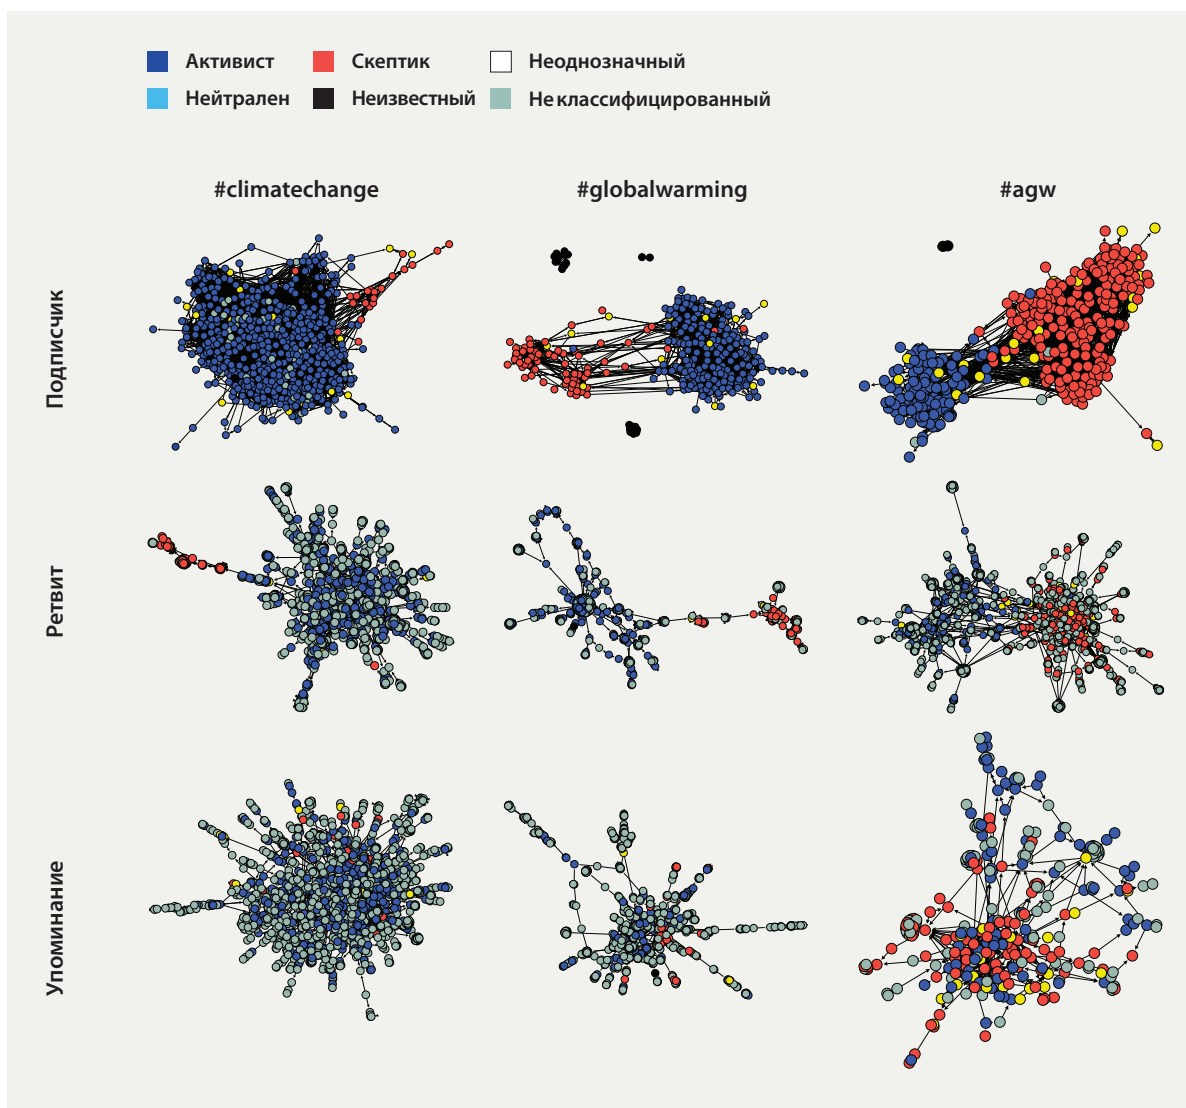 Активист Скептик Неоднозначный
Нейтрален Неизвестный Не классифицированный
#climatechange #globalwarming #agw
Подписчик
Ретвит
Упоминание